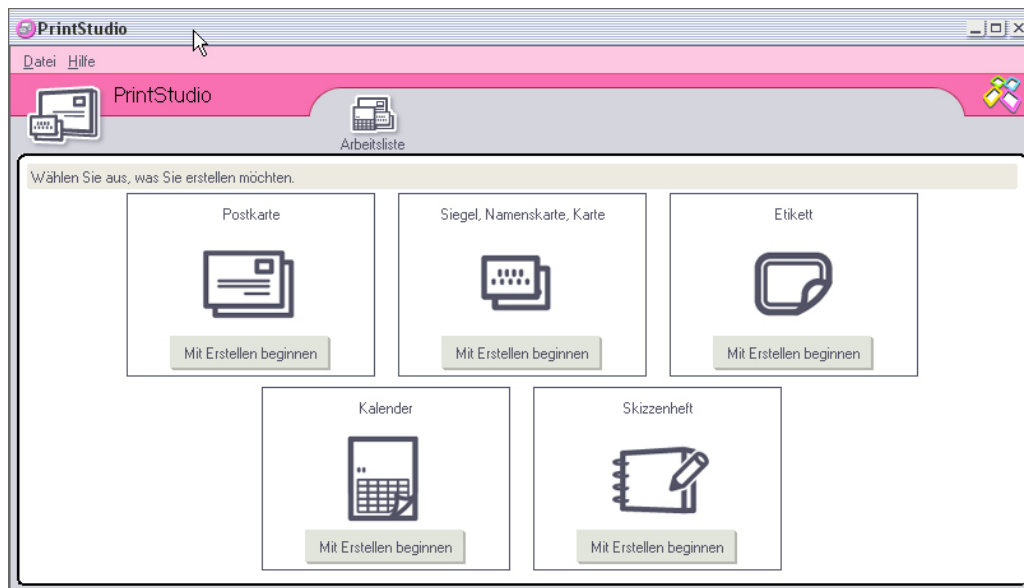 PrintStudio
Datei Hilfe
PrintStudio
Arbeitsliste
Wählen Sie aus, was Sie erstellen möchten.
Postkarte
Siegel, Namenskarte, Karte
Etikett
Mit Erstellen beginnen
Mit Erstellen beginnen
Mit Erstellen beginnen
Kalender
Skizzenheft
Mit Erstellen beginnen
Mit Erstellen beginnen